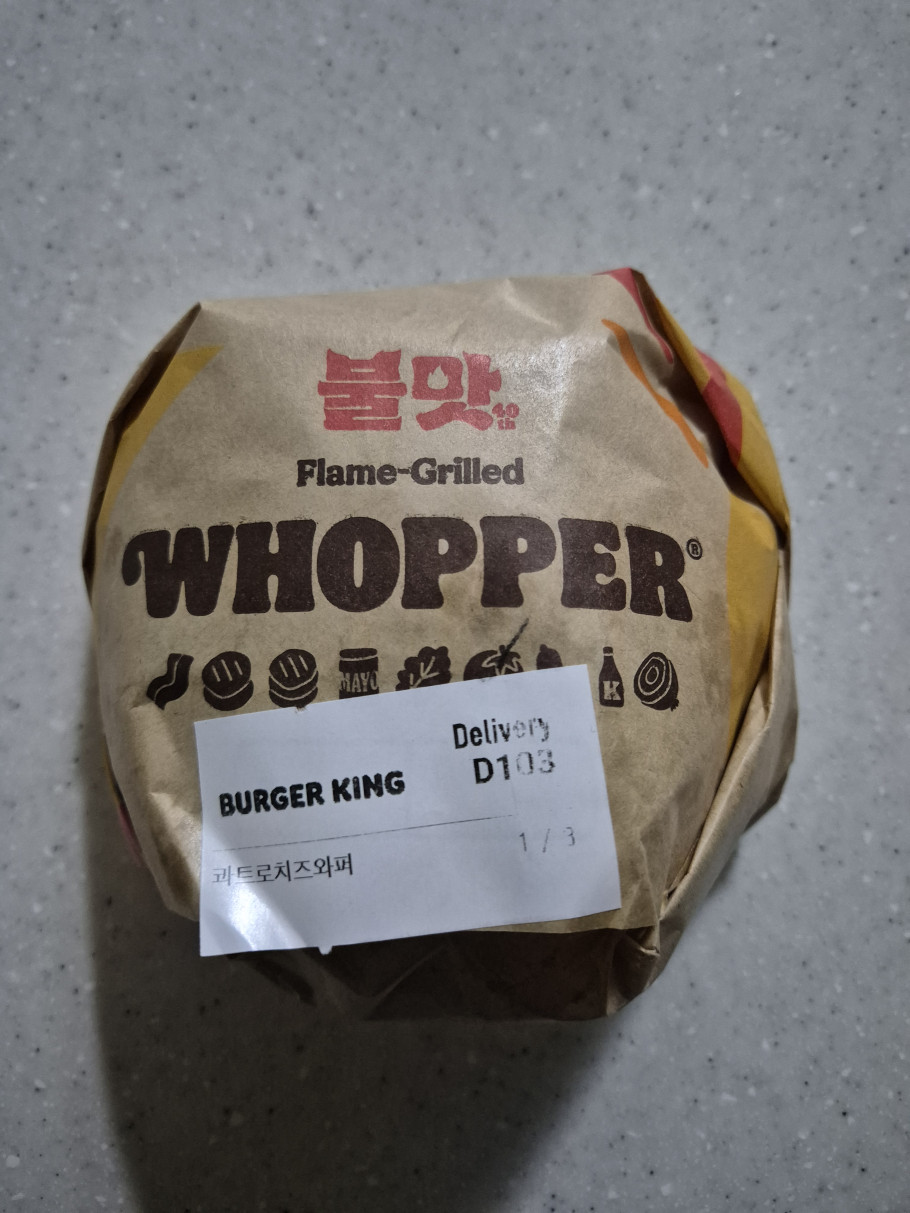 불맛 40th
Flame-Grilled
WHOPPER®
MAYO
K
Delivery
D103
BURGER KING
1 / 3
콰트로치즈와퍼